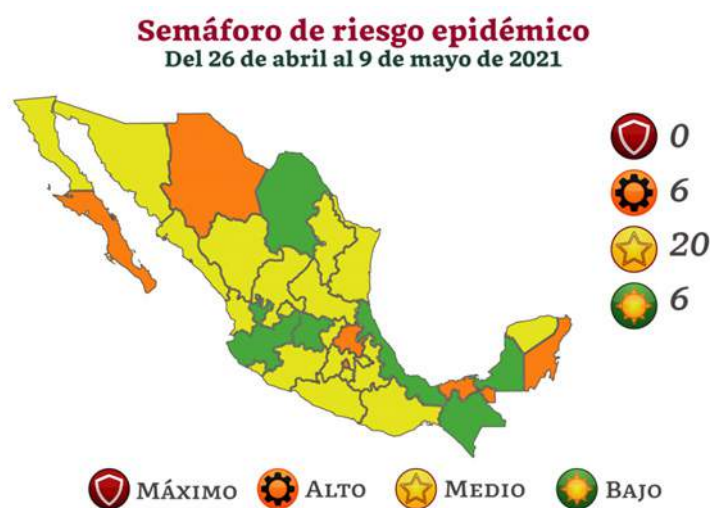 Semáforo de riesgo epidémico
Del 26 de abril al 9 de mayo de 2021
0
6
20
6
MÁXIMO ALTO MEDIO BAJO